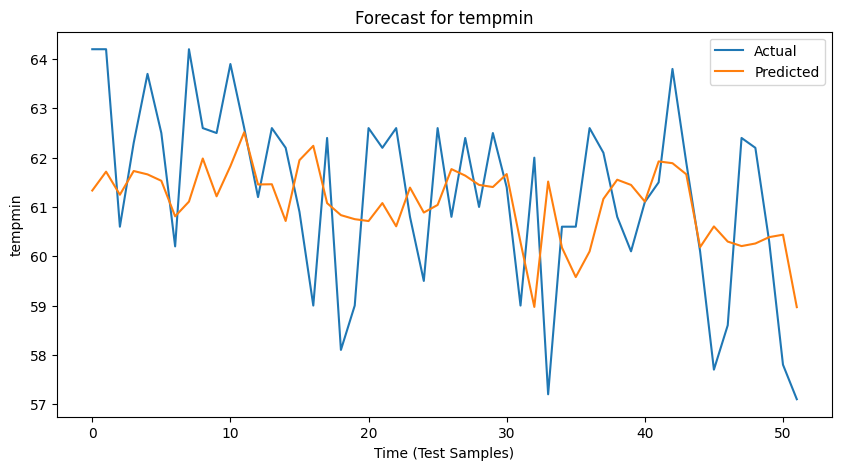 Forecast for tempmin
Actual
Predicted
64
63
62
61
60
59
58
57
tempmin
0
10
20
30
40
50
Time (Test Samples)